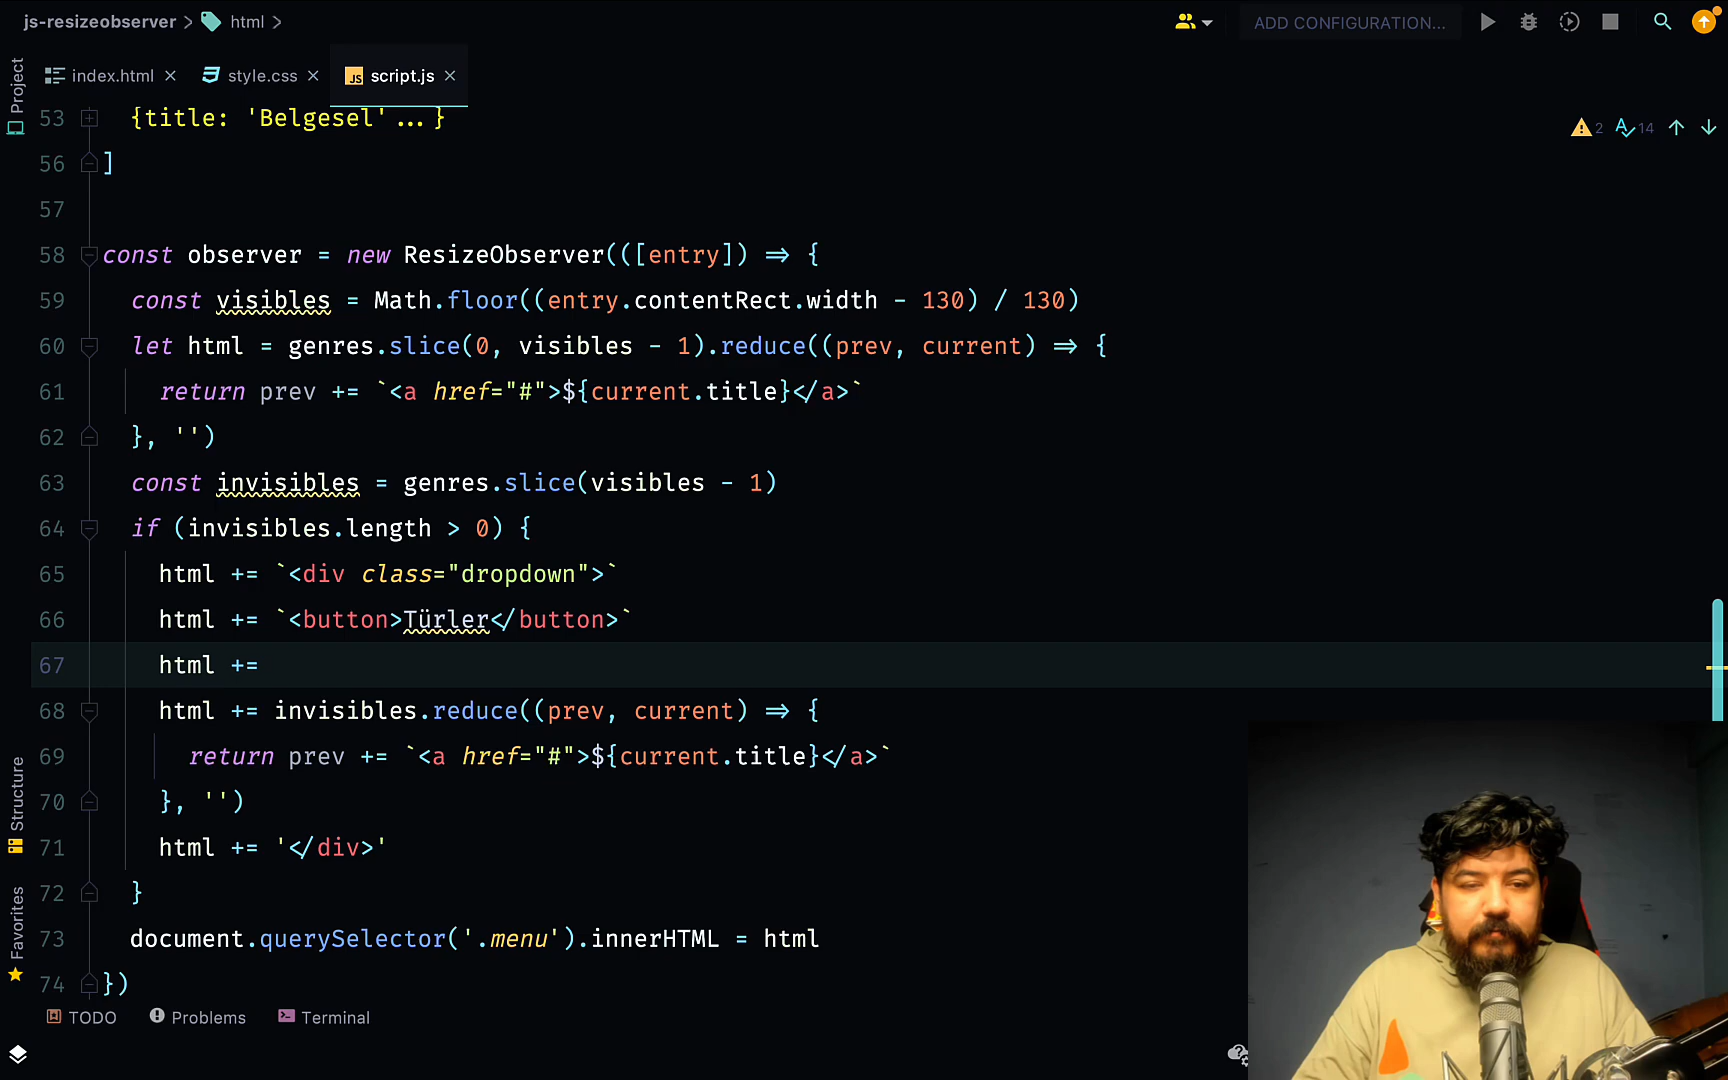 js-resizeobserver > html >
ADD CONFIGURATION...
Project
index.html ×
style.css ×
JS script.js ×
2 14
53 {title: 'Belgesel'...}
56 ]
57
58 const observer = new ResizeObserver(([entry]) => {
59 const visibles = Math.floor((entry.contentRect.width - 130) / 130)
60 let html = genres.slice(0, visibles - 1).reduce((prev, current) => {
61 return prev += `<a href="#">${current.title}</a>`
62 }, '')
63 const invisibles = genres.slice(visibles - 1)
64 if (invisibles.length > 0) {
65 html += `<div class="dropdown">`
66 html += `<button>Türler</button>`
67 html +=
68 html += invisibles.reduce((prev, current) => {
69 return prev += `<a href="#">${current.title}</a>`
70 }, '')
71 html += '</div>'
72 }
73 document.querySelector('.menu').innerHTML = html
74 })
Structure
Favorites
TODO
Problems
Terminal